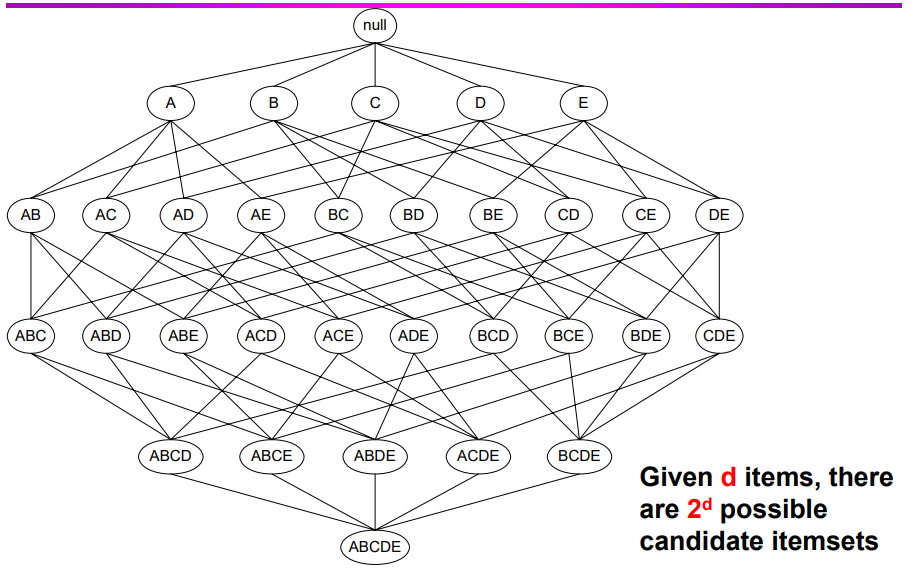 null
A B C D E
AB AC AD AE BC BD BE CD CE DE
ABC ABD ABE ACD ACE ADE BCD BCE BDE CDE
ABCD ABCE ABDE ACDE BCDE
ABCDE
Given d items, there
are 2ᵈ possible
candidate itemsets